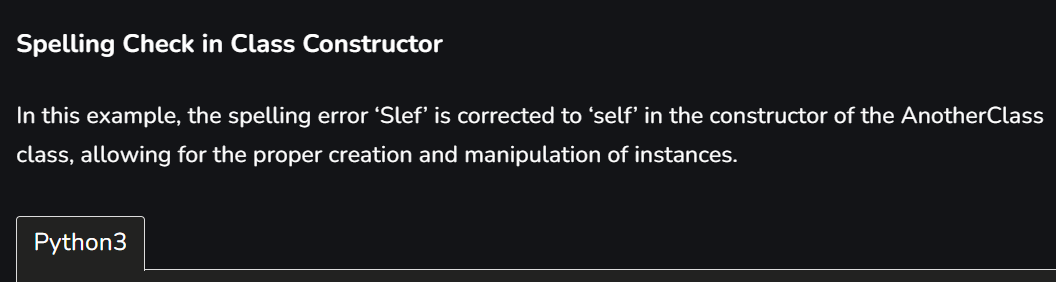 Spelling Check in Class Constructor
In this example, the spelling error ‘Slef’ is corrected to ‘self’ in the constructor of the AnotherClass
class, allowing for the proper creation and manipulation of instances.
Python3